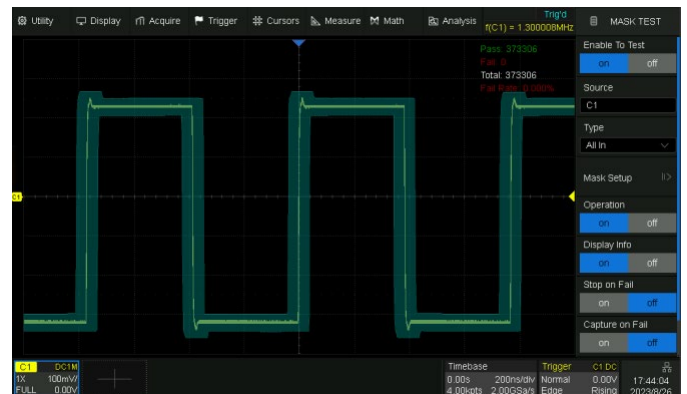 Utility Display Acquire Trigger Cursors Measure Math Analysis
Trig'd
f(C1) = 1.300008MHz
MASK TEST
Pass: 373306
Fail: 0
Total: 373306
Fail Rate: 0.000%
Enable To Test
on off
Source
C1
Type
All In
Mask Setup
Operation
on off
Display Info
on off
Stop on Fail
on off
Capture on Fail
on off
C1
C1 DC1M
1X 100mV/
FULL 0.00V
Timebase
0.00s 200ns/div
4.00kpts 2.00GSa/s
Trigger C1 DC
Normal 0.00V
Edge Rising
17:44:04
2023/8/26